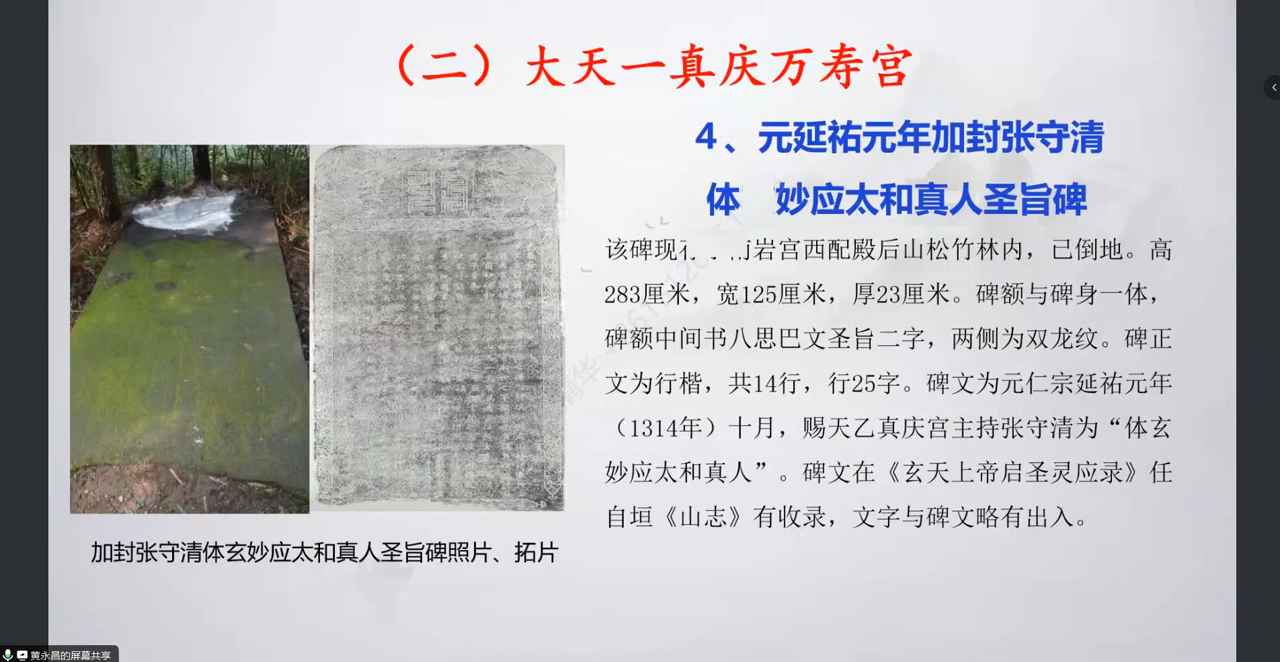 （二）大天一真庆万寿宫
4、元延祐元年加封张守清
体 妙应太和真人圣旨碑
该碑现 岩宫西配殿后山松竹林内，已倒地。高
283厘米，宽125厘米，厚23厘米。碑额与碑身一体，
碑额中间书八思巴文圣旨二字，两侧为双龙纹。碑正
文为行楷，共14行，行25字。碑文为元仁宗延祐元年
（1314年）十月，赐天乙真庆宫主持张守清为“体玄
妙应太和真人”。碑文在《玄天上帝启圣灵应录》任
自垣《山志》有收录，文字与碑文略有出入。
加封张守清体玄妙应太和真人圣旨碑照片、拓片
黄永昌的屏幕共享